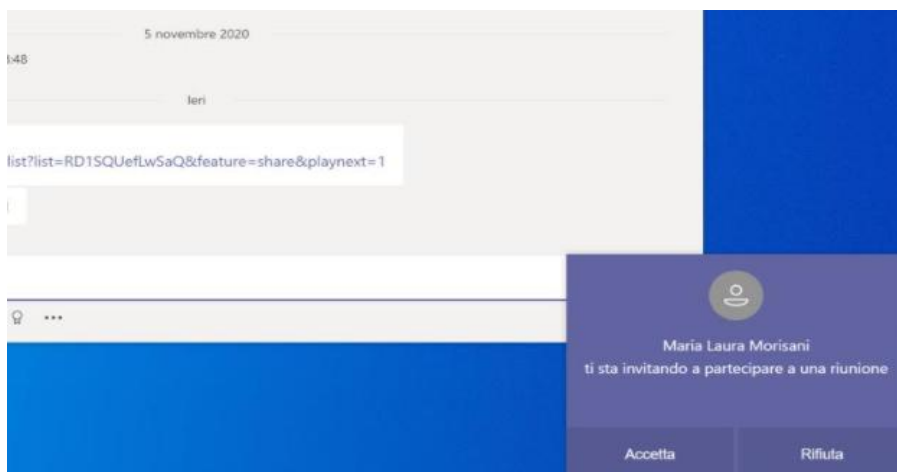 5 novembre 2020
:48
Ieri
list?list=RD1SQUefLwSaQ&feature=share&playnext=1
Maria Laura Morisani
ti sta invitando a partecipare a una riunione
Accetta
Rifiuta